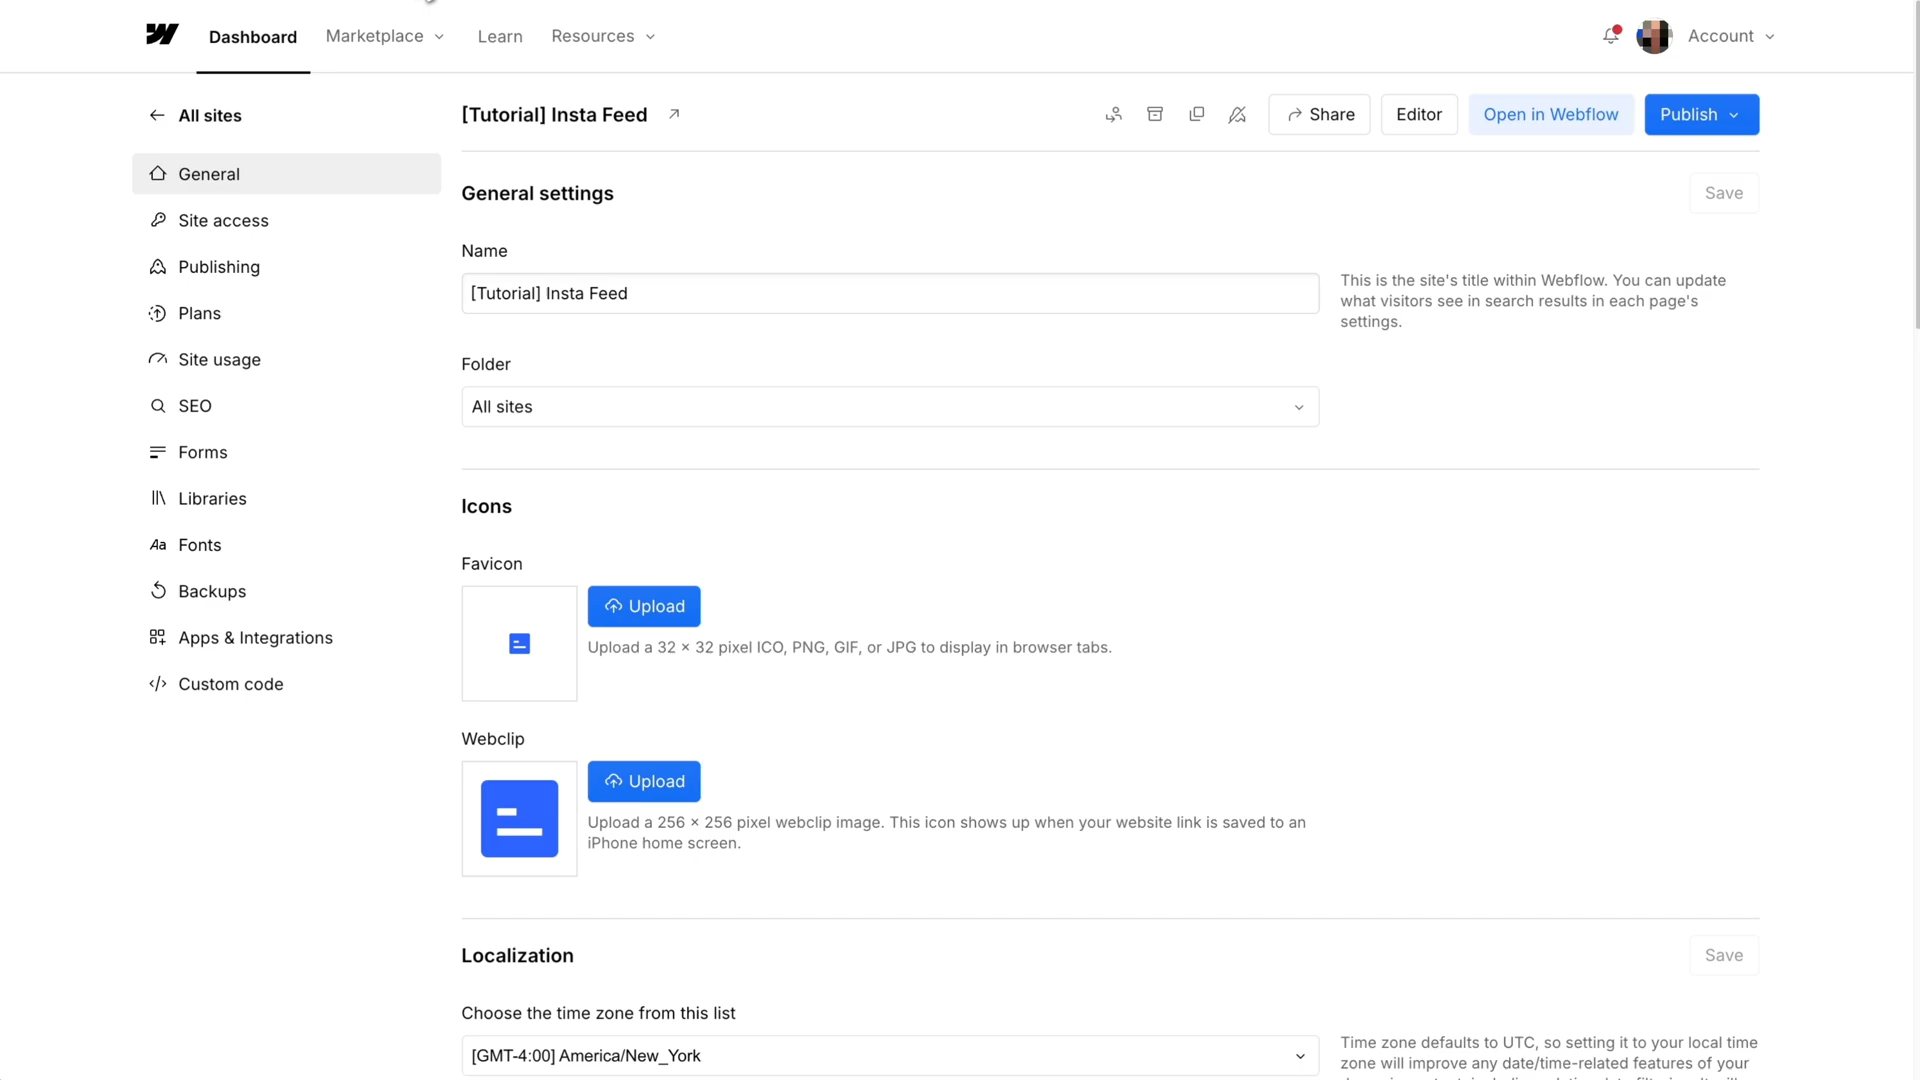 Dashboard
Marketplace
Learn
Resources
Account
All sites
[Tutorial] Insta Feed
Share
Editor
Open in Webflow
Publish
General
Site access
Publishing
Plans
Site usage
SEO
Forms
Libraries
Aa Fonts
Backups
Apps & Integrations
Custom code
General settings
Save
Name
[Tutorial] Insta Feed
This is the site's title within Webflow. You can update
what visitors see in search results in each page's
settings.
Folder
All sites
Icons
Favicon
Upload
Upload a 32 × 32 pixel ICO, PNG, GIF, or JPG to display in browser tabs.
Webclip
Upload
Upload a 256 × 256 pixel webclip image. This icon shows up when your website link is saved to an
iPhone home screen.
Localization
Save
Choose the time zone from this list
[GMT-4:00] America/New_York
Time zone defaults to UTC, so setting it to your local time
zone will improve any date/time-related features of your